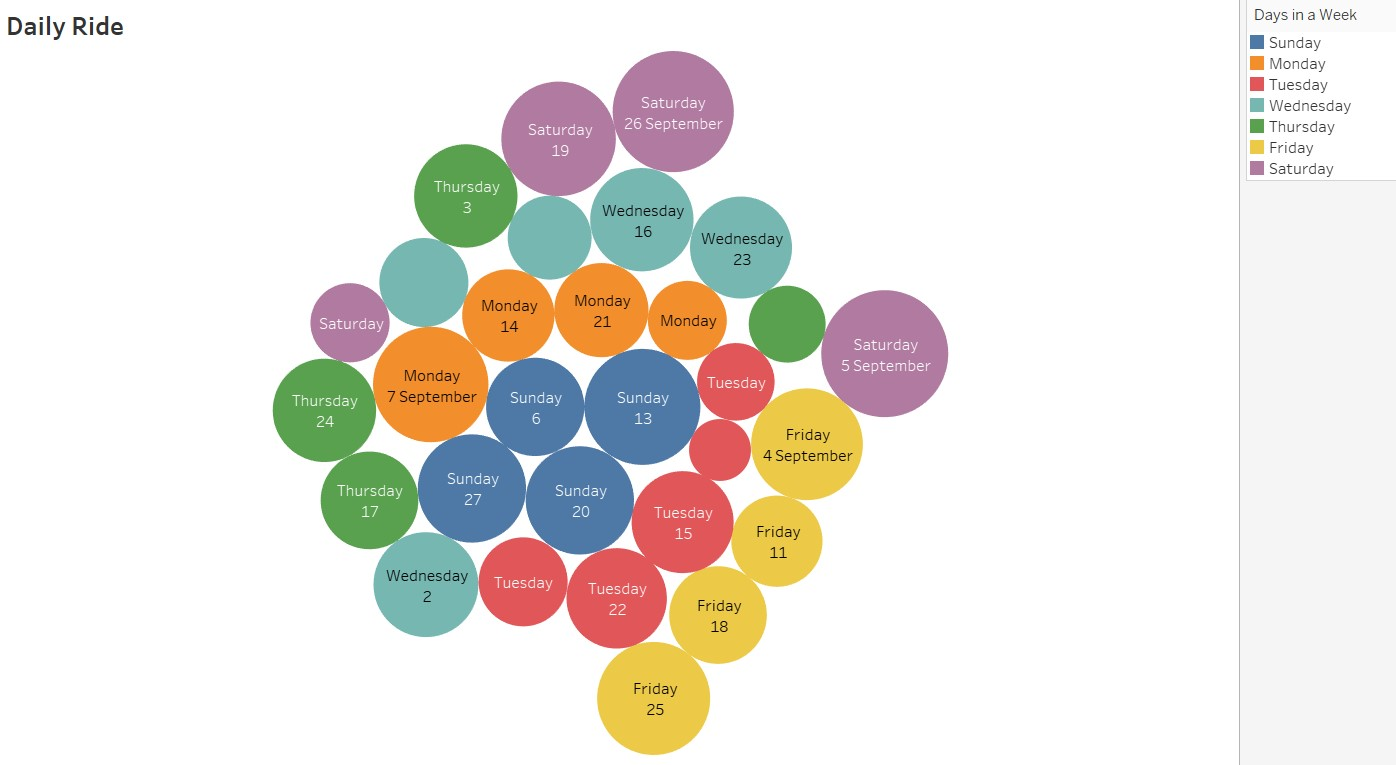 Daily Ride
Days in a Week
Sunday
Monday
Tuesday
Wednesday
Thursday
Friday
Saturday
Saturday
26 September
Saturday
19
Thursday
3
Wednesday
16
Wednesday
23
Monday
14
Monday
21
Monday
Saturday
Saturday
5 September
Monday
7 September
Tuesday
Sunday
6
Sunday
13
Thursday
24
Friday
4 September
Sunday
27
Sunday
20
Thursday
17
Tuesday
15
Friday
11
Wednesday
2
Tuesday
Tuesday
22
Friday
18
Friday
25